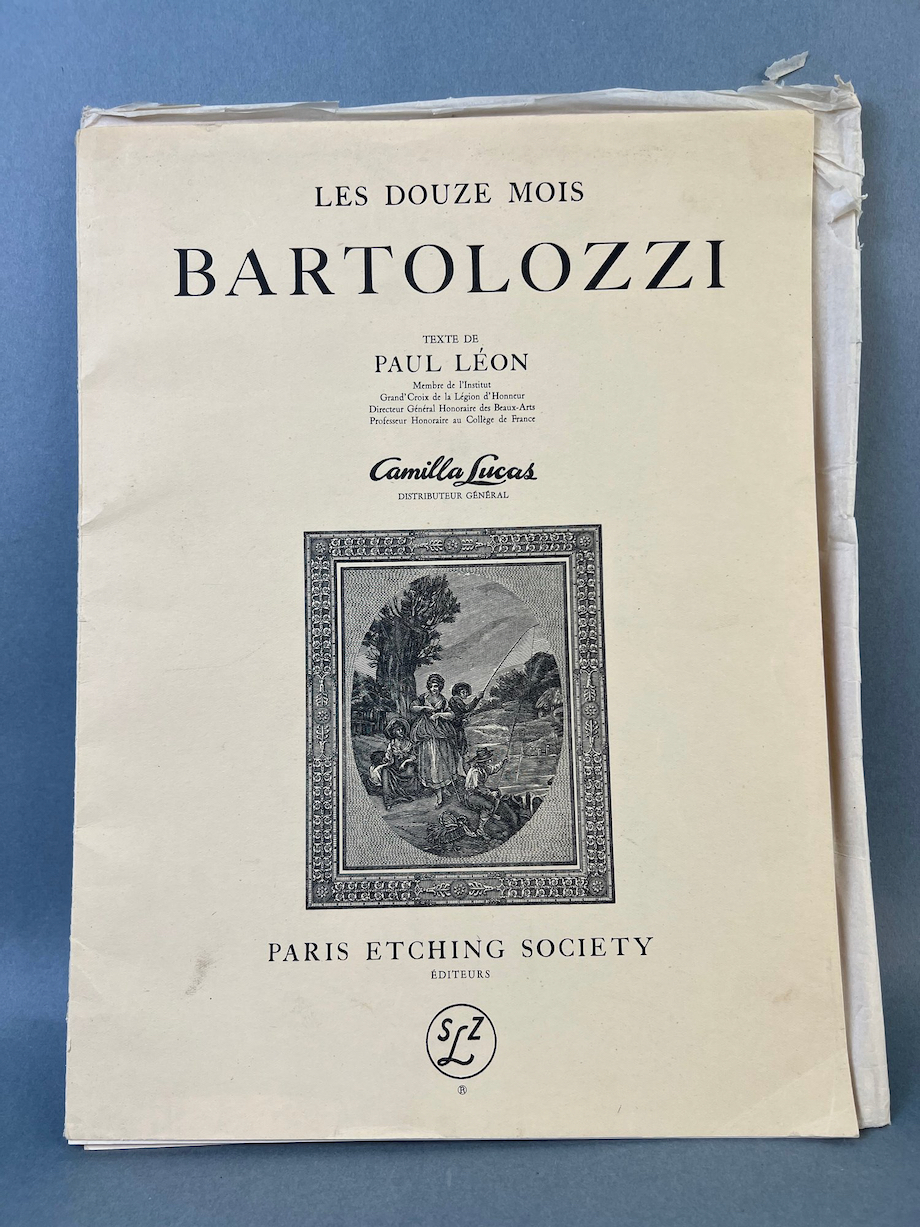 LES DOUZE MOIS
BARTOLOZZI
TEXTE DE
PAUL LÉON
Membre de l'Institut
Grand'Croix de la Légion d'Honneur
Directeur Général Honoraire des Beaux-Arts
Professeur Honoraire au Collège de France
Camilla Lucas
DISTRIBUTEUR GÉNÉRAL
PARIS ETCHING SOCIETY
ÉDITEURS
SLZ
®